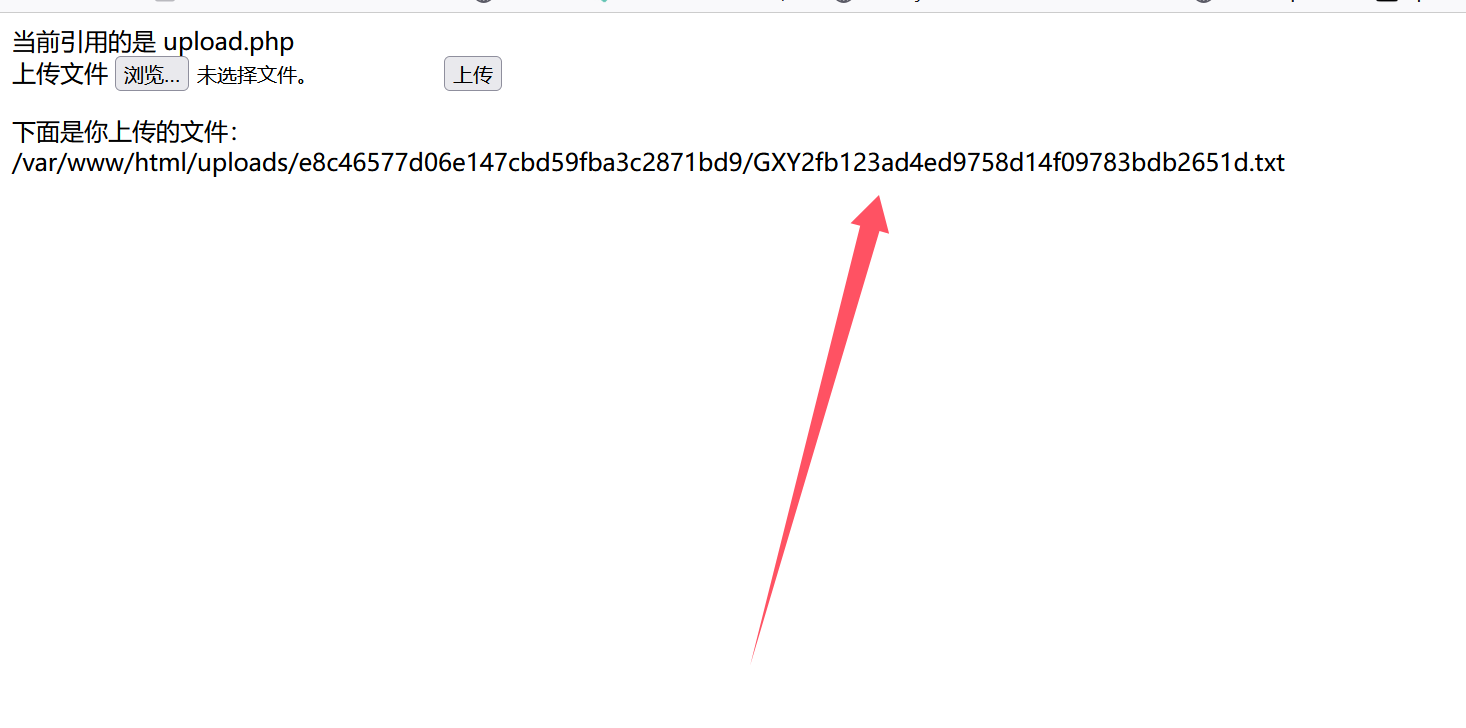 当前引用的是 upload.php
上传文件 浏览... 未选择文件。 上传
下面是你上传的文件：
/var/www/html/uploads/e8c46577d06e147cbd59fba3c2871bd9/GXY2fb123ad4ed9758d14f09783bdb2651d.txt